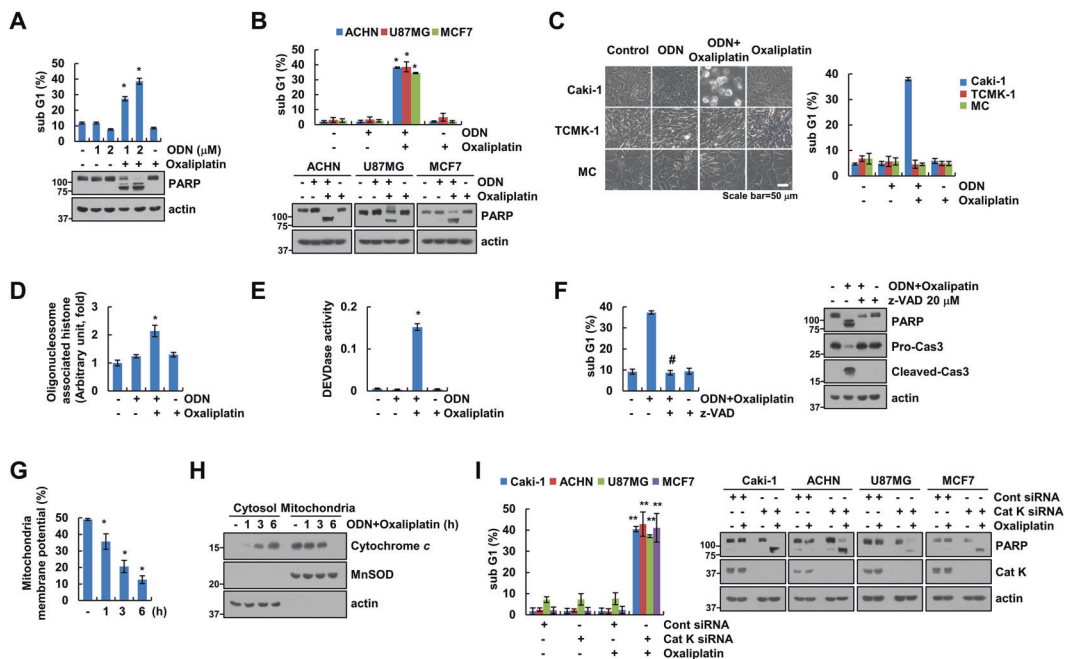 A
sub G1 (%)
50
40
30
20
10
0
- 1 2 1 2 - ODN (μM)
- - - + + + Oxaliplatin
100-
75-
PARP
37-
actin
B
ACHN U87MG MCF7
sub G1 (%)
50
40
30
20
10
0
* * *
- + + - ODN
- - + + Oxaliplatin
ACHN U87MG MCF7
- + + - - + + - - + + - ODN
- - + + - - + + - - + + Oxaliplatin
100-
75-
PARP
53-
actin
C
Control ODN ODN+ Oxaliplatin
Oxaliplatin
Caki-1
TCMK-1
MC
Scale bar=50 μm
sub G1 (%)
50
40
30
20
10
0
Caki-1
TCMK-1
MC
- + + - ODN
- - + + Oxaliplatin
D
Oligonucleosome
associated histone
(Arbitrary unit, fold)
3
2
1
0
*
- + + - ODN
- - + + Oxaliplatin
E
DEVDase activity
0.2
0.1
0
*
- + + - ODN
- - + + Oxaliplatin
F
sub G1 (%)
50
40
30
20
10
0
#
- + + - ODN+Oxaliplatin
- - + + z-VAD
- + + - ODN+Oxalipatin
- - + + z-VAD 20 μM
100-
75-
PARP
37-
Pro-Cas3
20-
15-
Cleaved-Cas3
37-
actin
G
Mitochondria
membrane potential (%)
50
40
30
20
10
0
* * *
- 1 3 6 (h)
H
Cytosol Mitochondria
- 1 3 6 - 1 3 6 ODN+Oxaliplatin (h)
15-
Cytochrome c
20-
MnSOD
37-
actin
I
Caki-1 ACHN U87MG MCF7
sub G1 (%)
50
40
30
20
10
0
** ** ** **
+ - + - Cont siRNA
- + - + Cat K siRNA
- - + + Oxaliplatin
Caki-1 ACHN U87MG MCF7
+ + - - + + - - + + - - + + - - Cont siRNA
- - + + - - + + - - + + - - + + Cat K siRNA
- + - + - + - + - + - + - + - + Oxaliplatin
100-
75-
PARP
37-
Cat K
37-
actin